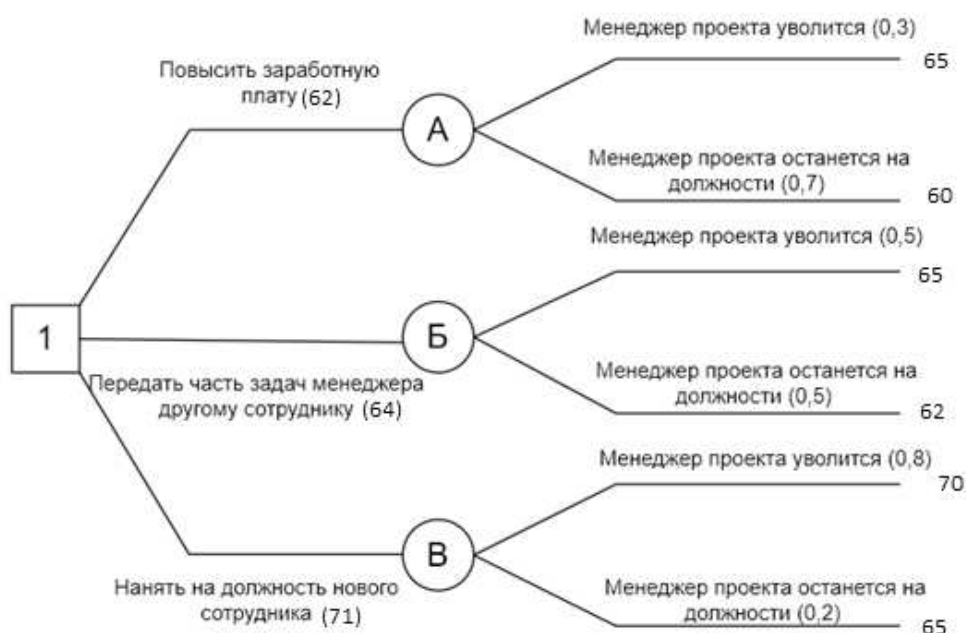 Менеджер проекта уволится (0,3)
65
Повысить заработную
плату (62)
А
Менеджер проекта останется на
должности (0,7)
60
Менеджер проекта уволится (0,5)
65
1
Б
Передать часть задач менеджера
другому сотруднику (64)
Менеджер проекта останется на
должности (0,5)
62
Менеджер проекта уволится (0,8)
70
В
Нанять на должность нового
сотрудника (71)
Менеджер проекта останется на
должности (0,2)
65